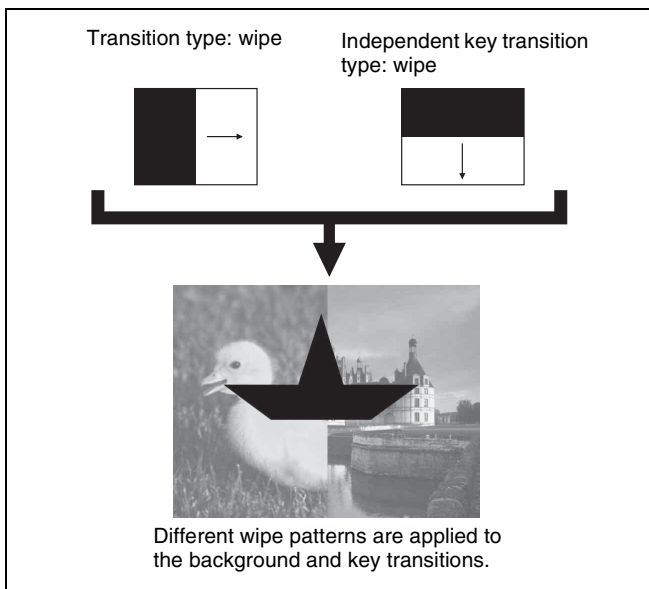 Transition type: wipe
Independent key transition
type: wipe
Different wipe patterns are applied to
the background and key transitions.